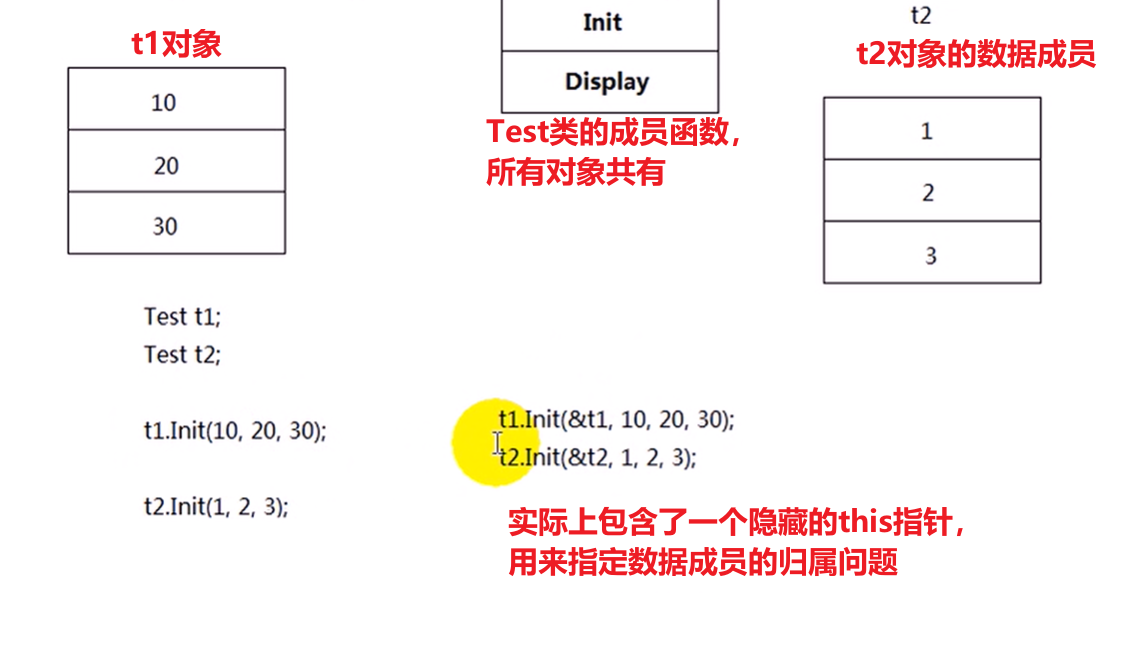 t1对象
10
20
30
Init
Display
Test类的成员函数，
所有对象共有
t2
t2对象的数据成员
1
2
3
Test t1;
Test t2;
t1.Init(10, 20, 30);
t2.Init(1, 2, 3);
t1.Init(&t1, 10, 20, 30);
t2.Init(&t2, 1, 2, 3);
实际上包含了一个隐藏的this指针，
用来指定数据成员的归属问题